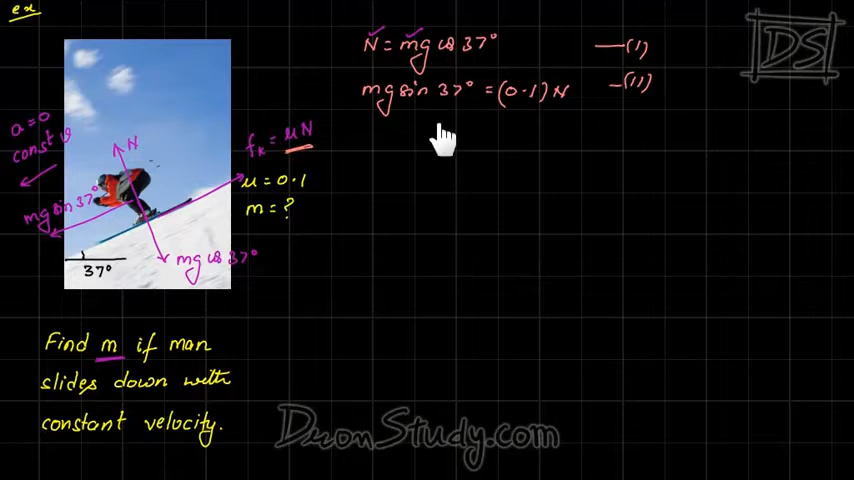 ex
N = mg cos 37° —(I)
mg sin 37° = (0.1) N —(II)
DS
a = 0
const v
N
fk = μN
μ = 0.1
m = ?
mg sin 37°
mg cos 37°
37°
Find m if man
slides down with
constant velocity.
DronStudy.com